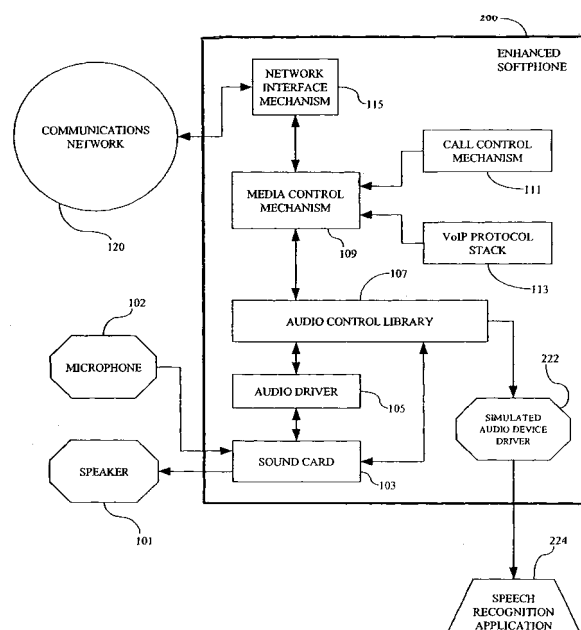 200
ENHANCED
SOFTPHONE
NETWORK
INTERFACE
MECHANISM
115
COMMUNICATIONS
NETWORK
120
CALL CONTROL
MECHANISM
111
MEDIA CONTROL
MECHANISM
109
VoIP PROTOCOL
STACK
113
107
AUDIO CONTROL LIBRARY
102
MICROPHONE
AUDIO DRIVER
105
222
SIMULATED
AUDIO DEVICE
DRIVER
SPEAKER
101
SOUND CARD
103
224
SPEECH
RECOGNITION
APPLICATION